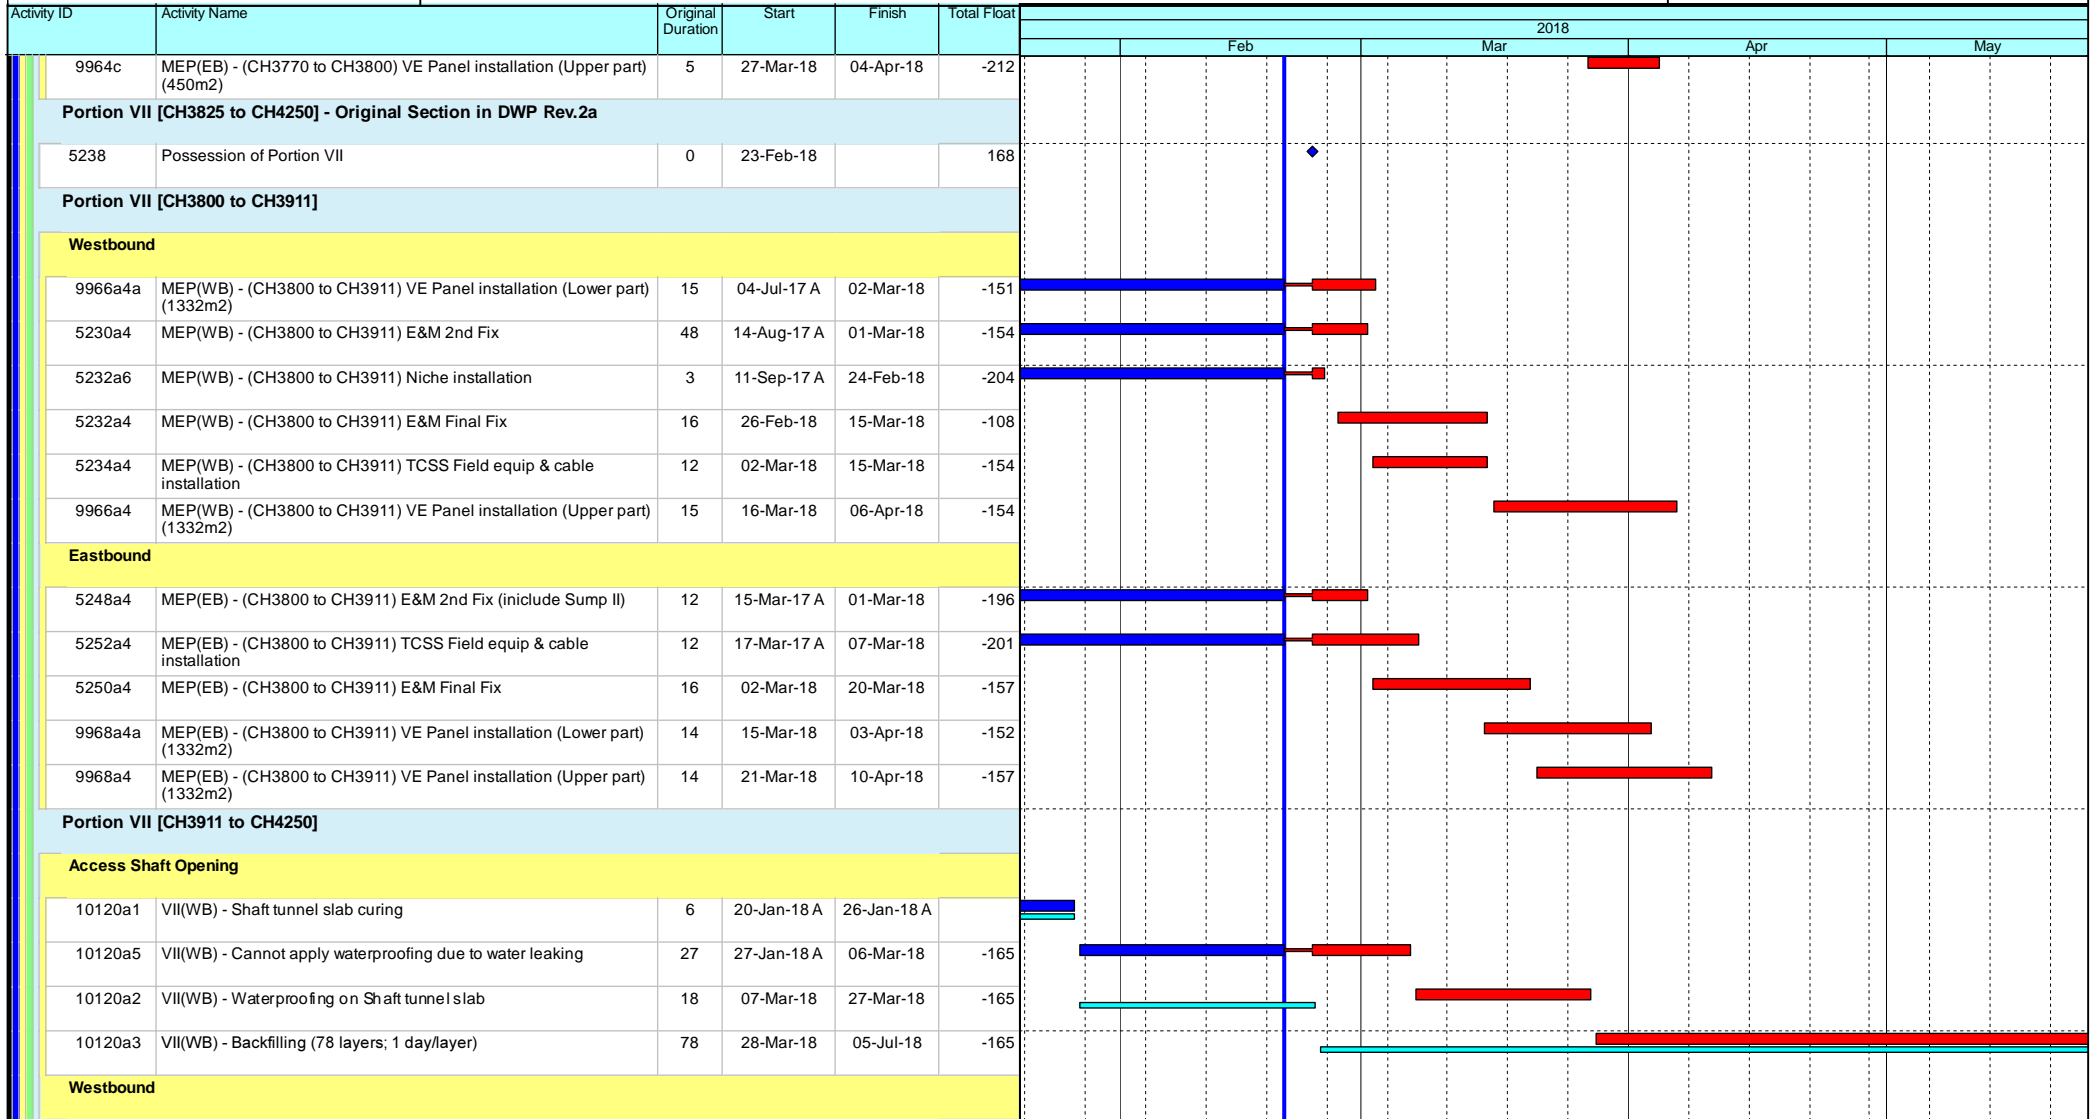 Activity ID Activity Name Original Duration Start Finish Total Float
2018
Feb Mar Apr May
9964c MEP(EB) - (CH3770 to CH3800) VE Panel installation (Upper part) (450m2) 5 27-Mar-18 04-Apr-18 -212
Portion VII [CH3825 to CH4250] - Original Section in DWP Rev.2a
5238 Possession of Portion VII 0 23-Feb-18 168
Portion VII [CH3800 to CH3911]
Westbound
9966a4a MEP(WB) - (CH3800 to CH3911) VE Panel installation (Lower part) (1332m2) 15 04-Jul-17 A 02-Mar-18 -151
5230a4 MEP(WB) - (CH3800 to CH3911) E&M 2nd Fix 48 14-Aug-17 A 01-Mar-18 -154
5232a6 MEP(WB) - (CH3800 to CH3911) Niche installation 3 11-Sep-17 A 24-Feb-18 -204
5232a4 MEP(WB) - (CH3800 to CH3911) E&M Final Fix 16 26-Feb-18 15-Mar-18 -108
5234a4 MEP(WB) - (CH3800 to CH3911) TCSS Field equip & cable installation 12 02-Mar-18 15-Mar-18 -154
9966a4 MEP(WB) - (CH3800 to CH3911) VE Panel installation (Upper part) (1332m2) 15 16-Mar-18 06-Apr-18 -154
Eastbound
5248a4 MEP(EB) - (CH3800 to CH3911) E&M 2nd Fix (iniclude Sump II) 12 15-Mar-17 A 01-Mar-18 -196
5252a4 MEP(EB) - (CH3800 to CH3911) TCSS Field equip & cable installation 12 17-Mar-17 A 07-Mar-18 -201
5250a4 MEP(EB) - (CH3800 to CH3911) E&M Final Fix 16 02-Mar-18 20-Mar-18 -157
9968a4a MEP(EB) - (CH3800 to CH3911) VE Panel installation (Lower part) (1332m2) 14 15-Mar-18 03-Apr-18 -152
9968a4 MEP(EB) - (CH3800 to CH3911) VE Panel installation (Upper part) (1332m2) 14 21-Mar-18 10-Apr-18 -157
Portion VII [CH3911 to CH4250]
Access Shaft Opening
10120a1 VII(WB) - Shaft tunnel slab curing 6 20-Jan-18 A 26-Jan-18 A
10120a5 VII(WB) - Cannot apply waterproofing due to water leaking 27 27-Jan-18 A 06-Mar-18 -165
10120a2 VII(WB) - Waterproofing on Shaft tunnel slab 18 07-Mar-18 27-Mar-18 -165
10120a3 VII(WB) - Backfilling (78 layers; 1 day/layer) 78 28-Mar-18 05-Jul-18 -165
Westbound